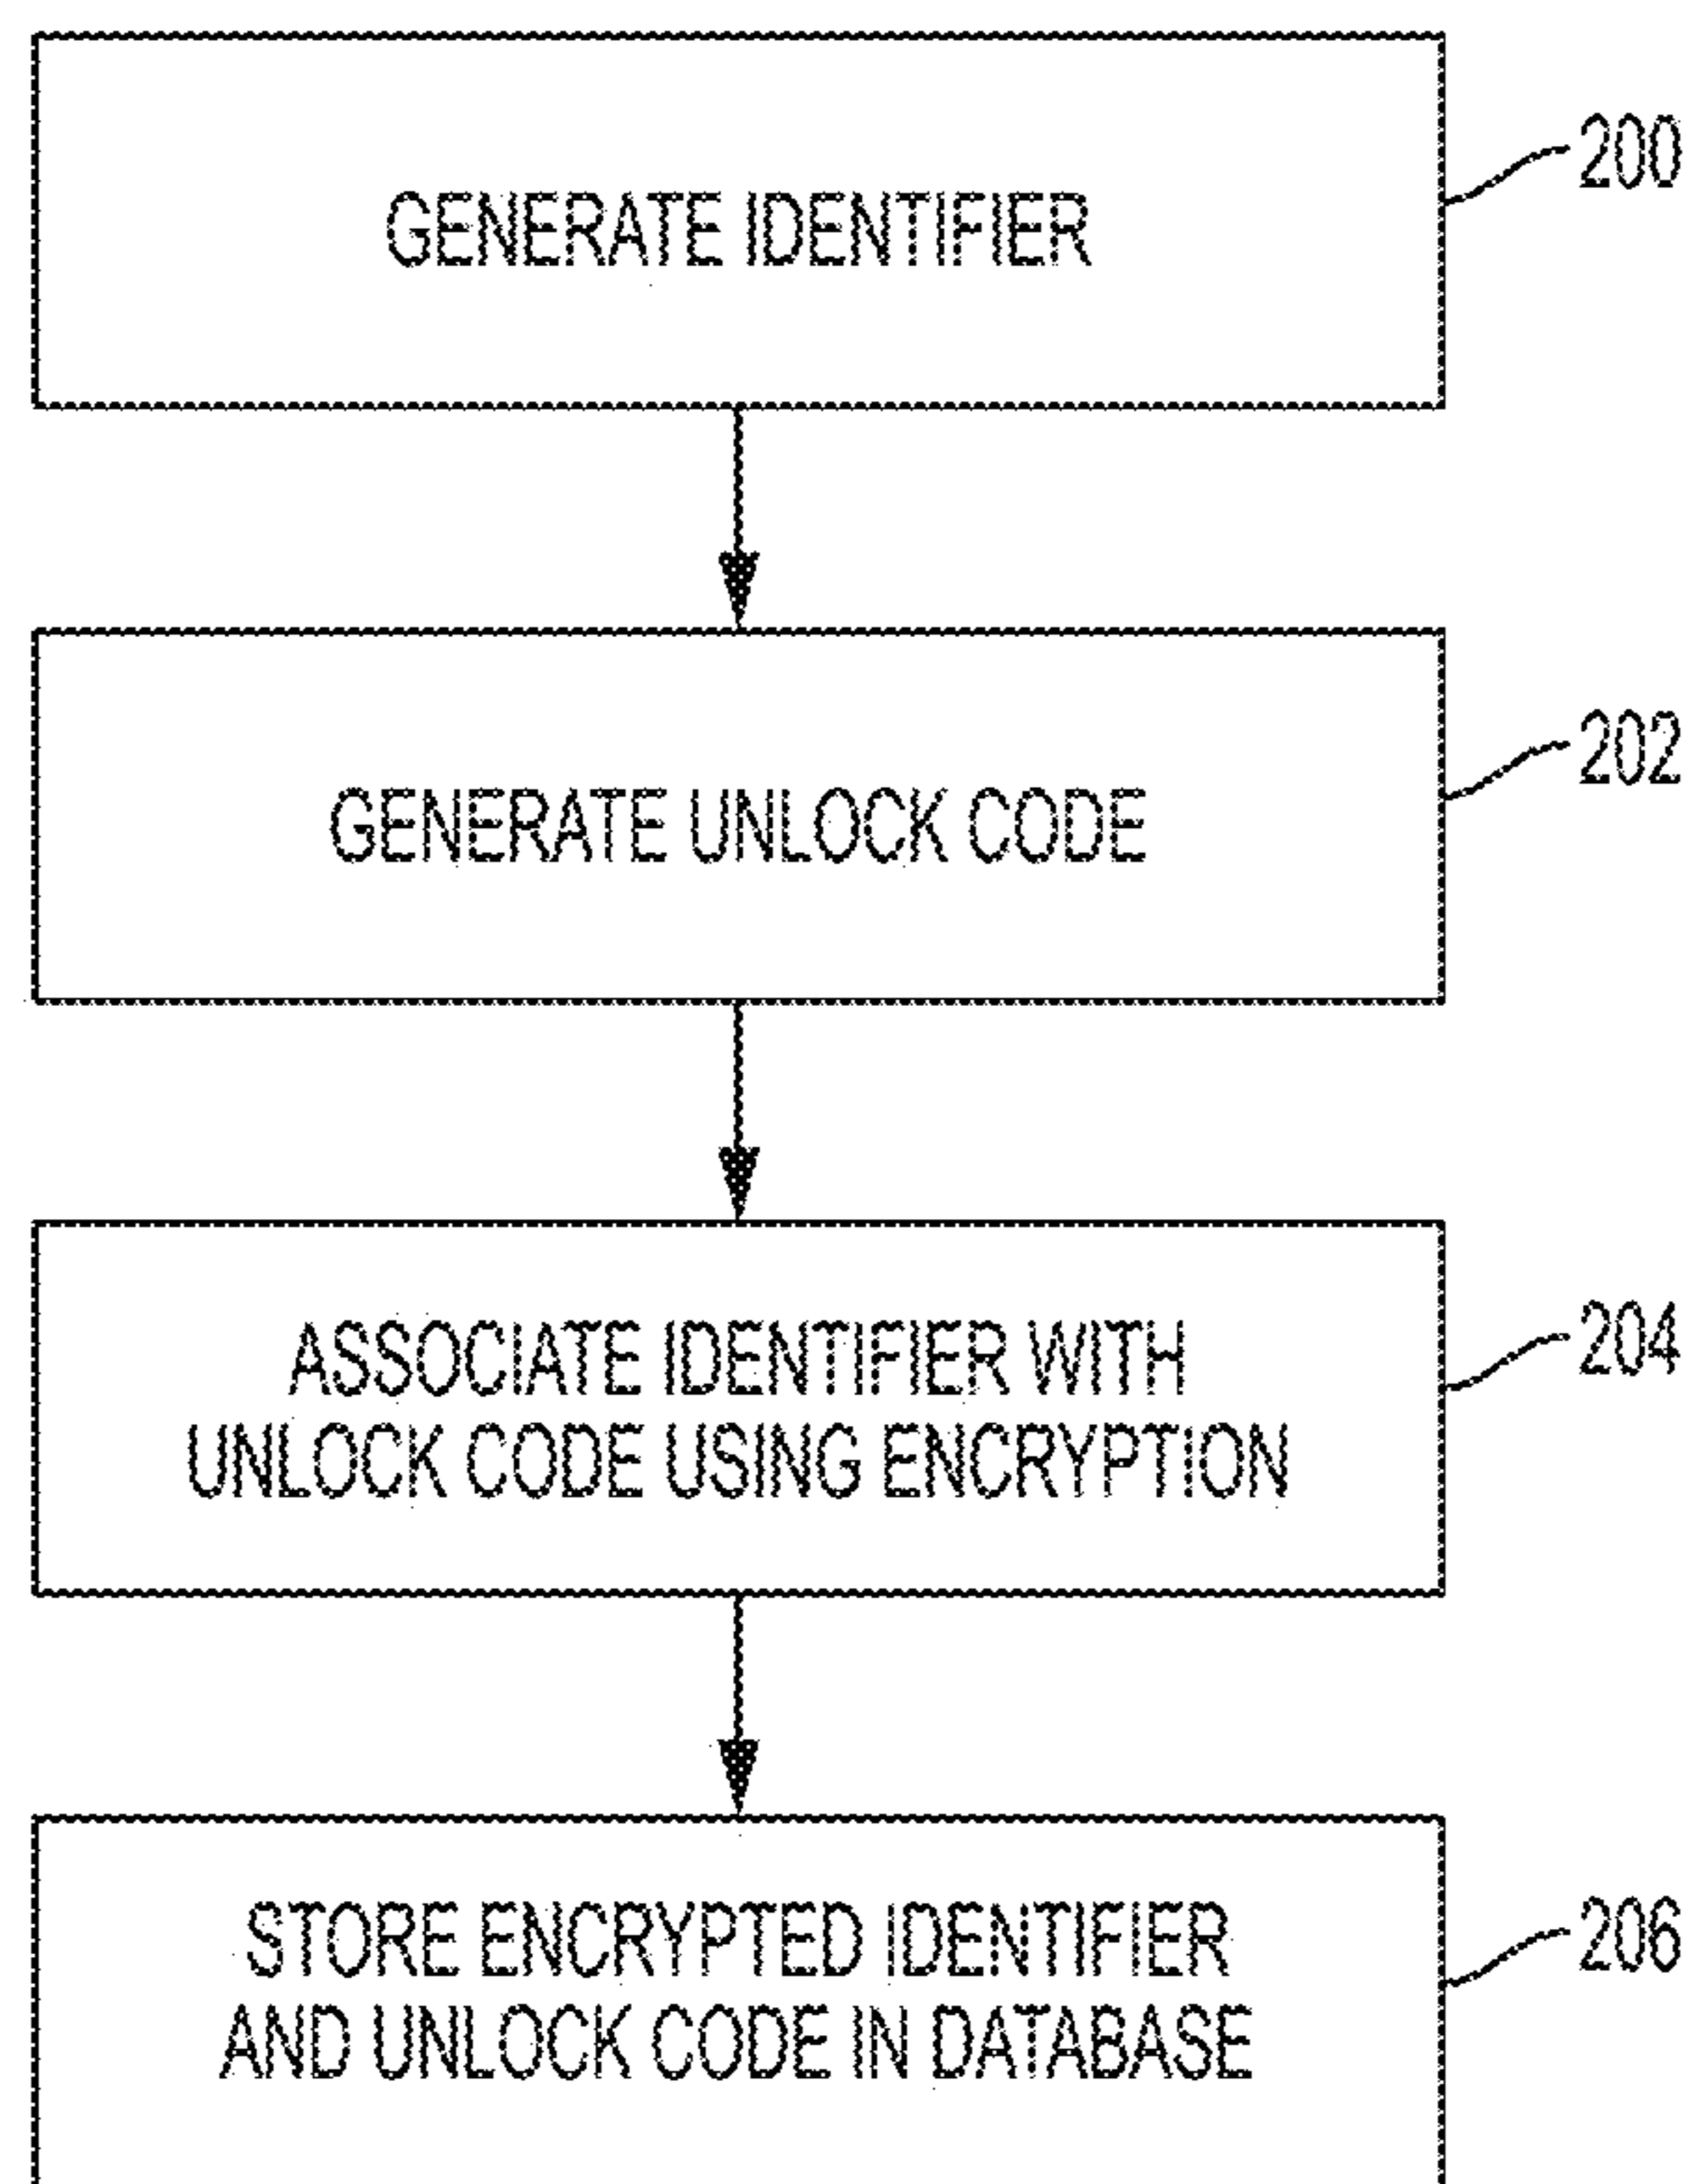 GENERATE IDENTIFIER
200
GENERATE UNLOCK CODE
202
ASSOCIATE IDENTIFIER WITH
UNLOCK CODE USING ENCRYPTION
204
STORE ENCRYPTED IDENTIFIER
AND UNLOCK CODE IN DATABASE
206